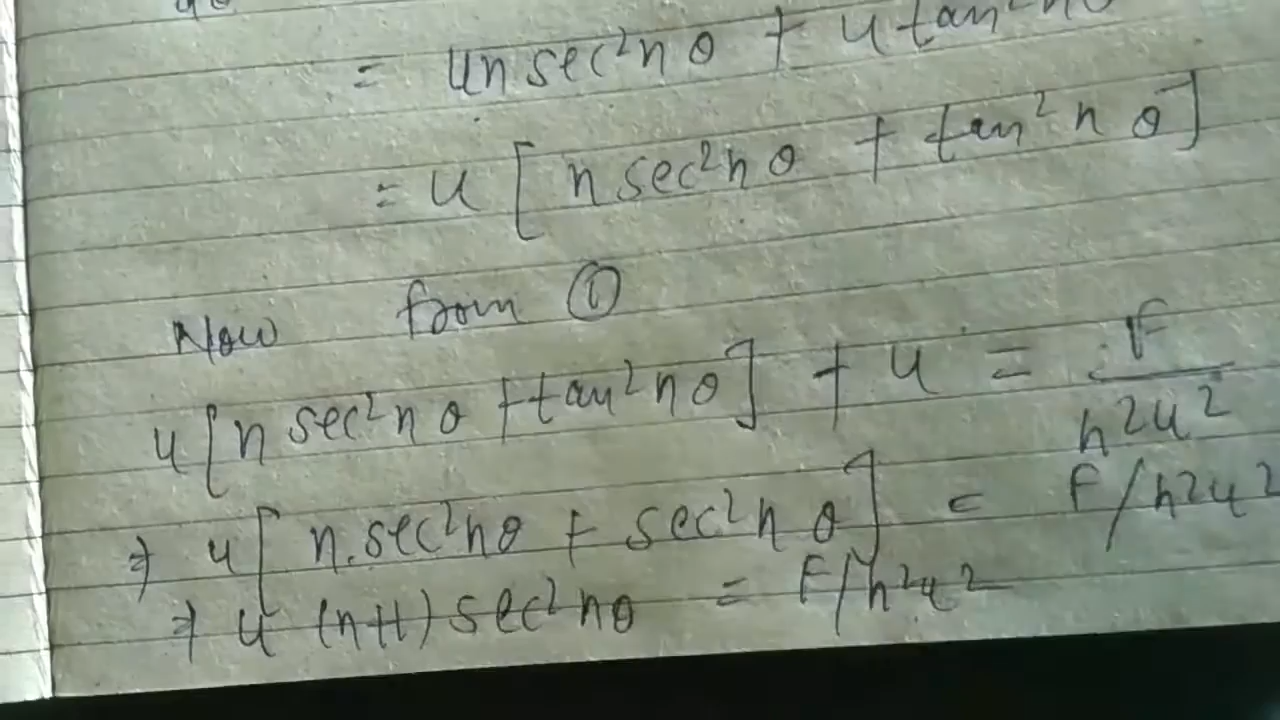 = un sec²nθ + u tan²nθ
= u [ n sec²nθ + tan²nθ ]
Now from ①
u [ n sec²nθ + tan²nθ ] + u = F / h²u²
⇒ u [ n.sec²nθ + sec²nθ ] = F/h²u²
⇒ u (n+1) sec²nθ = F/h²u²